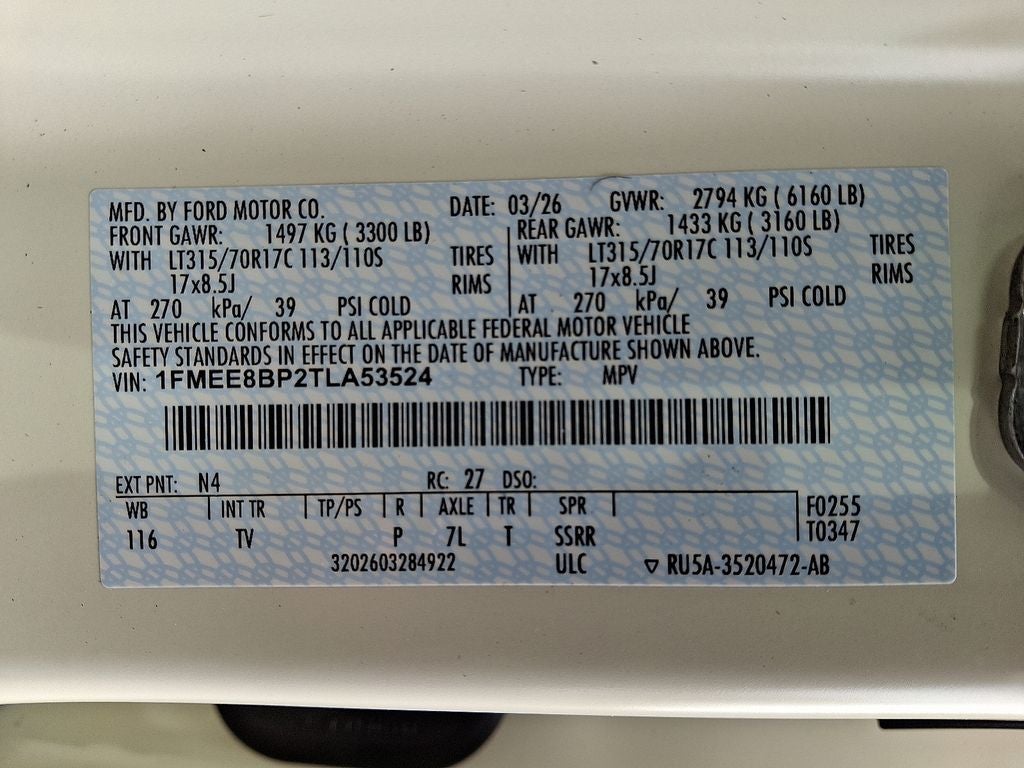 MFD. BY FORD MOTOR CO. DATE: 03/26 GVWR: 2794 KG ( 6160 LB)
FRONT GAWR: 1497 KG ( 3300 LB) REAR GAWR: 1433 KG ( 3160 LB)
WITH LT315/70R17C 113/110S TIRES WITH LT315/70R17C 113/110S TIRES
17x8.5J RIMS 17x8.5J RIMS
AT 270 kPa/ 39 PSI COLD AT 270 kPa/ 39 PSI COLD
THIS VEHICLE CONFORMS TO ALL APPLICABLE FEDERAL MOTOR VEHICLE
SAFETY STANDARDS IN EFFECT ON THE DATE OF MANUFACTURE SHOWN ABOVE.
VIN: 1FMEE8BP2TLA53524 TYPE: MPV
EXT PNT: N4 RC: 27 DSO:
WB INT TR TP/PS R AXLE TR SPR F0255
116 TV P 7L T SSRR T0347
3202603284922 ULC ▽ RU5A-3520472-AB